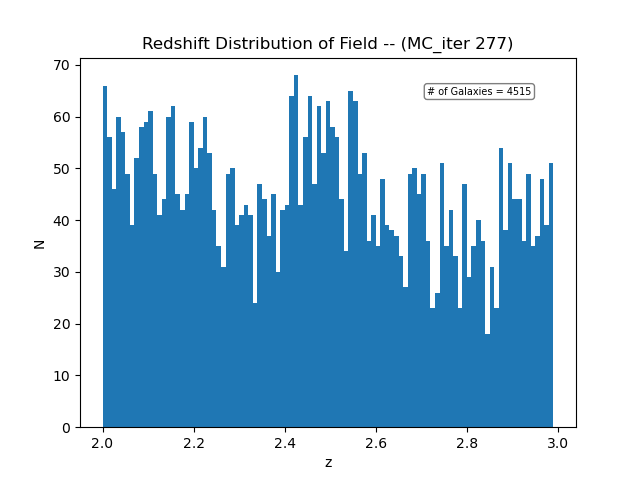 Redshift Distribution of Field -- (MC_iter 277)
# of Galaxies = 4515
N
70
60
50
40
30
20
10
0
2.0 2.2 2.4 2.6 2.8 3.0
z